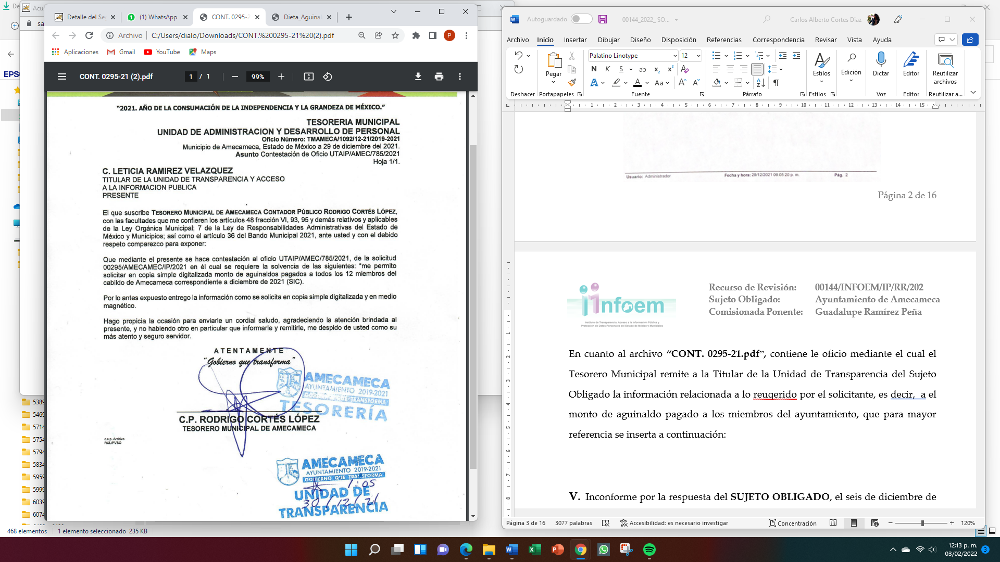 Detalle del Se
(1) WhatsApp
CONT. 0295-2
Dieta_Aguinal
Archivo
C:/Users/dialo/Downloads/CONT.%200295-21%20(2).pdf
P
Aplicaciones
Gmail
YouTube
Maps
CONT. 0295-21 (2).pdf
1 / 1
99%
"2021. AÑO DE LA CONSUMACIÓN DE LA INDEPENDENCIA Y LA GRANDEZA DE MÉXICO."
TESORERIA MUNICIPAL
UNIDAD DE ADMINISTRACION Y DESARROLLO DE PERSONAL
Oficio Número: TMAMECA/1092/12-21/2019-2021
Municipio de Amecameca, Estado de México a 29 de diciembre del 2021.
Asunto Contestación de Oficio UTAIP/AMEC/785/2021
Hoja 1/1.
C. LETICIA RAMIREZ VELAZQUEZ
TITULAR DE LA UNIDAD DE TRANSPARENCIA Y ACCESO
A LA INFORMACION PUBLICA
PRESENTE
El que suscribe TESORERO MUNICIPAL DE AMECAMECA CONTADOR PÚBLICO RODRIGO CORTÉS LÓPEZ,
con las facultades que me confieren los artículos 48 fracción VI, 93, 95 y demás relativos y aplicables
de la Ley Orgánica Municipal; 7 de la Ley de Responsabilidades Administrativas del Estado de
México y Municipios; así como el artículo 36 del Bando Municipal 2021, ante usted y con el debido
respeto comparezco para exponer:
Que mediante el presente se hace contestación al oficio UTAIP/AMEC/785/2021, de la solicitud
00295/AMECAMEC/IP/2021 en él cual se requiere la solvencia de las siguientes: "me permito
solicitar en copia simple digitalizada monto de aguinaldos pagados a todos los 12 miembros del
cabildo de Amecameca correspondiente a diciembre de 2021 (SIC).
Por lo antes expuesto entrego la información como se solicita en copia simple digitalizada y en medio
magnético.
Hago propicia la ocasión para enviarle un cordial saludo, agradeciendo la atención brindada al
presente, y no habiendo otro en particular que informarle y remitirle, me despido de usted como su
más atento y seguro servidor.
ATENTAMENTE
"Gobierno que transforma"
AMECAMECA
AYUNTAMIENTO 2019-2021
GOBIERNO QUE TRANSFORMA
TESORERÍA
C.P. RODRIGO CORTÉS LÓPEZ
TESORERO MUNICIPAL DE AMECAMECA
c.c.p. Archivo
RCL/PVSO
AMECAMECA
AYUNTAMIENTO 2019-2021
GOBIERNO QUE TRANSFORMA
1:05
UNIDAD DE
30/12/21
TRANSPARENCIA
5389
5469
5714
5754
5794
5834
5959
5999
6039
6074
468 elementos
1 elemento seleccionado 235 KB
Autoguardado
00144_2022_ SO...
Carlos Alberto Cortes Diaz
Archivo Inicio Insertar Dibujar Diseño Disposición Referencias Correspondencia Revisar Vista Ayuda
Palatino Linotype 12
Pegar
N K S ab x₂ x²
A A Aa A A
Estilos
Edición
Dictar
Editor
Reutilizar
archivos
Deshacer Portapapeles Fuente Párrafo Estilos Voz Editor Reutilizar a...
1 2 3 4 5 6 7 8 9 10 11 12 13 14 15
Usuario: Administrador
Fecha y hora: 29/12/2021 06:05:20 p. m.
Pág. 2
Página 2 de 16
infoem
Instituto de Transparencia, Acceso a la Información Pública y
Protección de Datos Personales del Estado de México y Municipios
Recurso de Revisión: 00144/INFOEM/IP/RR/202
Sujeto Obligado: Ayuntamiento de Amecameca
Comisionada Ponente: Guadalupe Ramírez Peña
En cuanto al archivo “CONT. 0295-21.pdf”, contiene le oficio mediante el cual el
Tesorero Municipal remite a la Titular de la Unidad de Transparencia del Sujeto
Obligado la información relacionada a lo reuqerido por el solicitante, es decir, a el
monto de aguinaldo pagado a los miembros del ayuntamiento, que para mayor
referencia se inserta a continuación:
V. Inconforme por la respuesta del SUJETO OBLIGADO, el seis de diciembre de
Página 3 de 16
3077 palabras
Accesibilidad: es necesario investigar
Concentración
120%
12:13 p. m.
03/02/2022
3